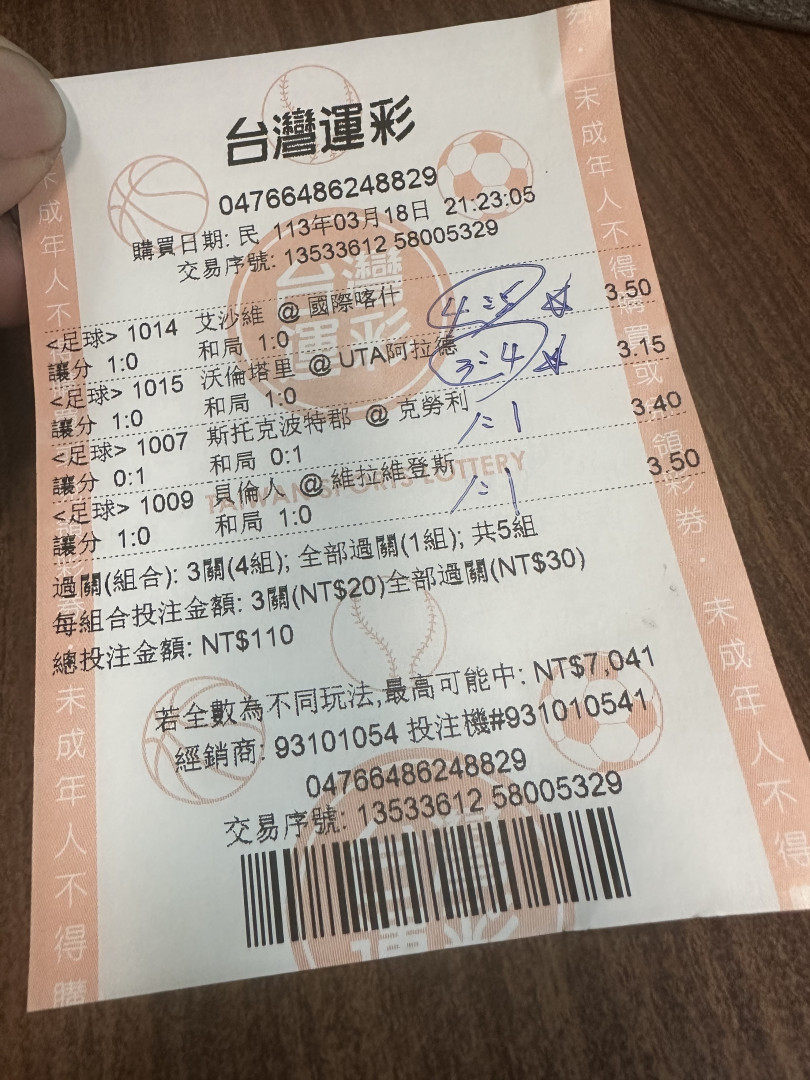 台灣運彩
04766486248829
購買日期: 民 113年03月18日 21:23:05
交易序號: 13533612 58005329
<足球> 1014 艾沙維 @ 國際喀什 4:5 3.50
讓分 1:0 和局 1:0
<足球> 1015 沃倫塔里 @ UTA阿拉德 3:4 3.15
讓分 1:0 和局 1:0
<足球> 1007 斯托克波特郡 @ 克勞利 1:1 3.40
讓分 0:1 和局 0:1
<足球> 1009 貝倫人 @ 維拉維登斯 1:1 3.50
讓分 1:0 和局 1:0
TAIWAN SPORTS LOTTERY
過關(組合): 3關(4組); 全部過關(1組); 共5組
每組合投注金額: 3關(NT$20)全部過關(NT$30)
總投注金額: NT$110
若全數為不同玩法,最高可能中: NT$7,041
經銷商: 93101054 投注機#931010541
04766486248829
交易序號: 13533612 58005329
未成年人不得購
未成年人不得購買或領彩券.未成年人不得
台灣運彩